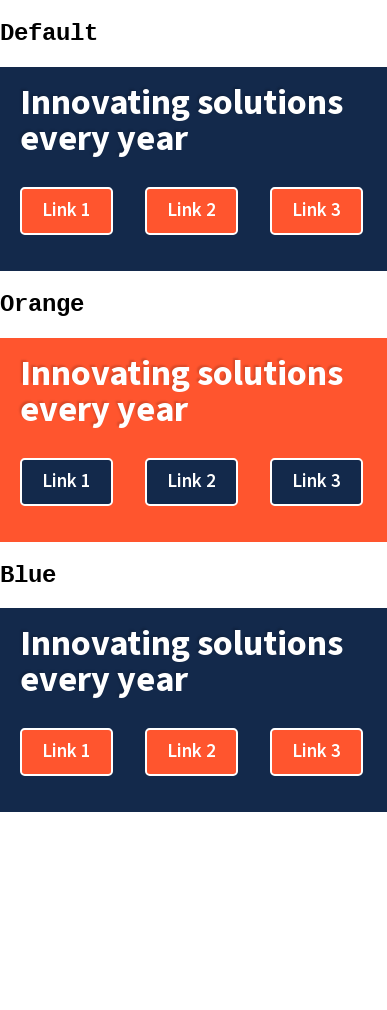 Default
Innovating solutions
every year
Link 1 Link 2 Link 3
Orange
Innovating solutions
every year
Link 1 Link 2 Link 3
Blue
Innovating solutions
every year
Link 1 Link 2 Link 3